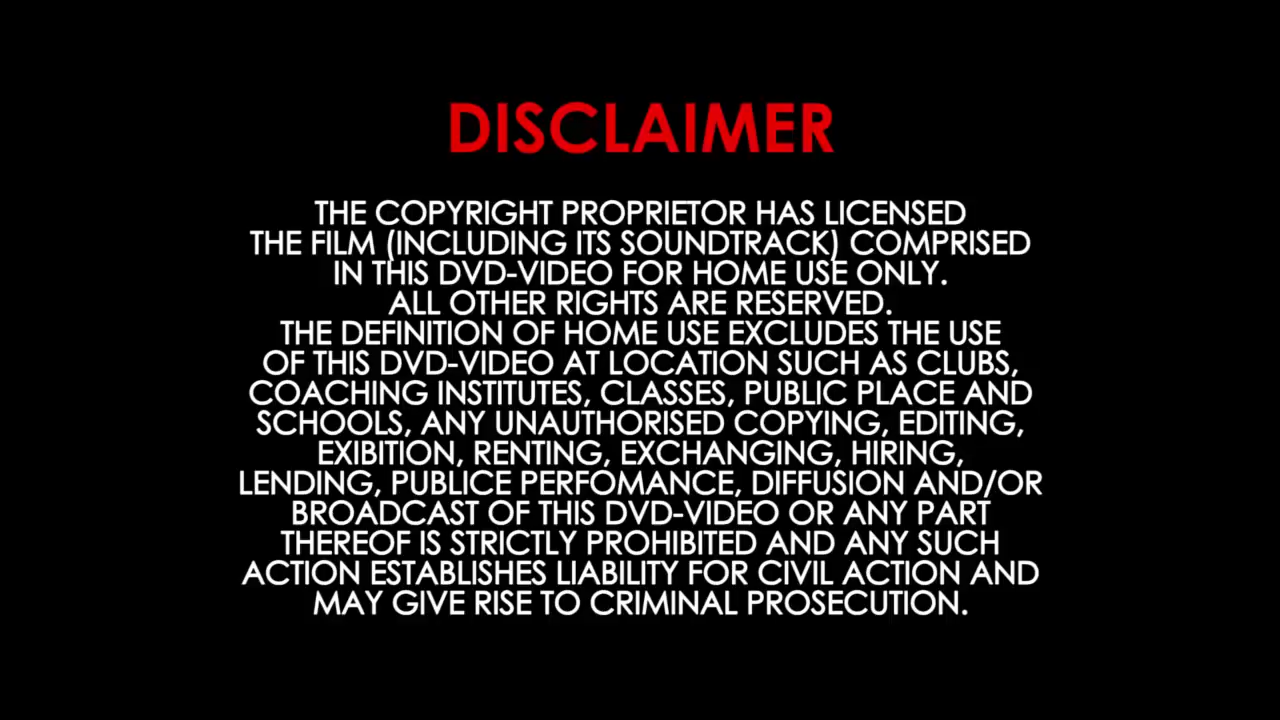 DISCLAIMER
THE COPYRIGHT PROPRIETOR HAS LICENSED
THE FILM (INCLUDING ITS SOUNDTRACK) COMPRISED
IN THIS DVD-VIDEO FOR HOME USE ONLY.
ALL OTHER RIGHTS ARE RESERVED.
THE DEFINITION OF HOME USE EXCLUDES THE USE
OF THIS DVD-VIDEO AT LOCATION SUCH AS CLUBS,
COACHING INSTITUTES, CLASSES, PUBLIC PLACE AND
SCHOOLS, ANY UNAUTHORISED COPYING, EDITING,
EXIBITION, RENTING, EXCHANGING, HIRING,
LENDING, PUBLICE PERFOMANCE, DIFFUSION AND/OR
BROADCAST OF THIS DVD-VIDEO OR ANY PART
THEREOF IS STRICTLY PROHIBITED AND ANY SUCH
ACTION ESTABLISHES LIABILITY FOR CIVIL ACTION AND
MAY GIVE RISE TO CRIMINAL PROSECUTION.